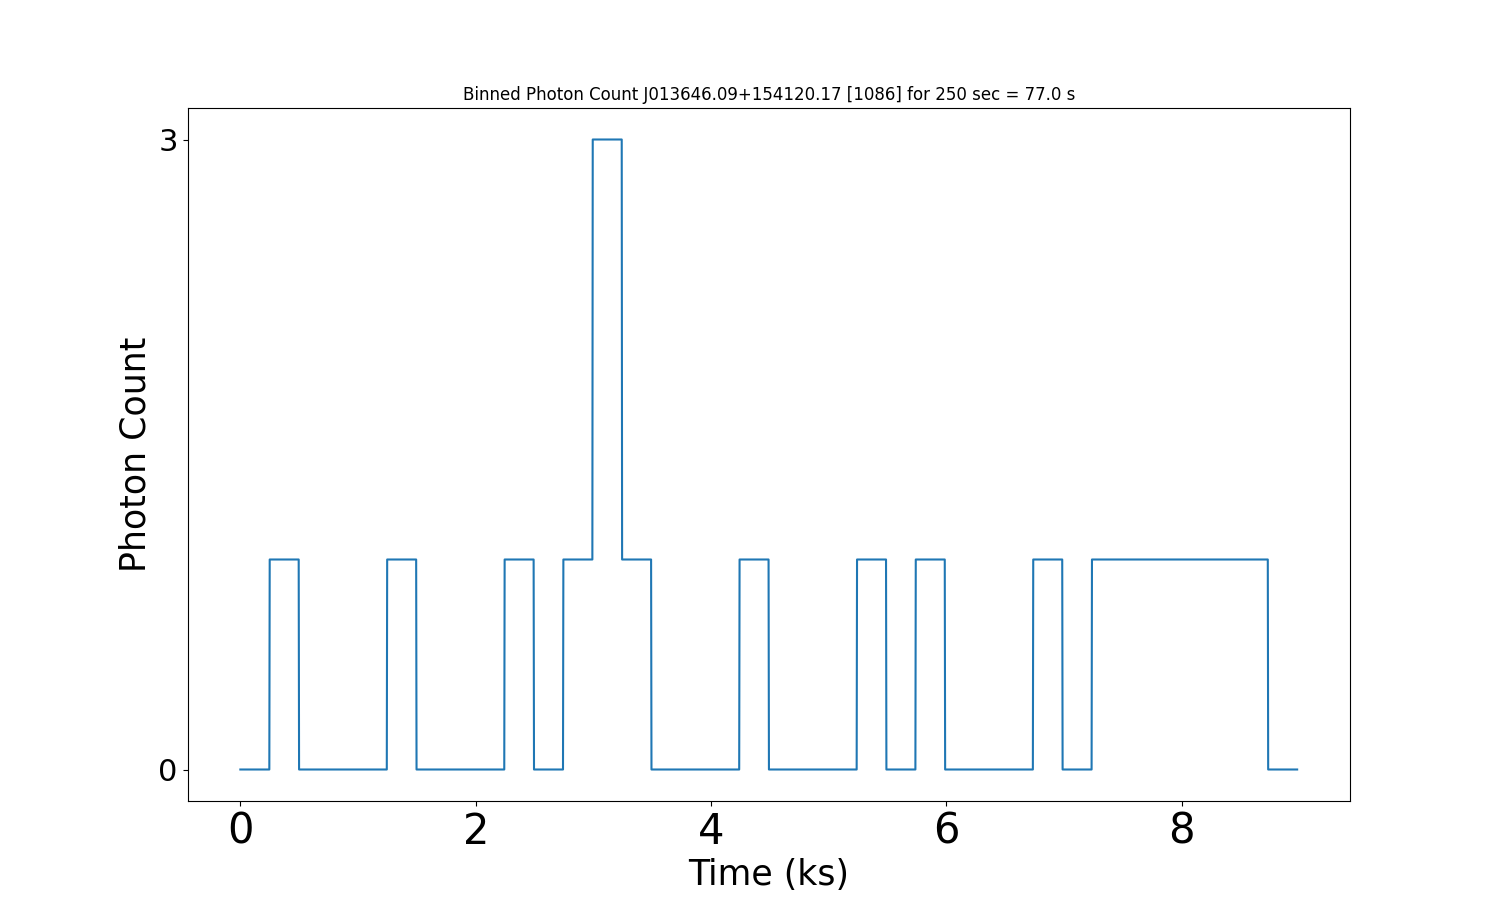 Binned Photon Count J013646.09+154120.17 [1086] for 250 sec = 77.0 s
3
0
Photon Count
0 2 4 6 8
Time (ks)